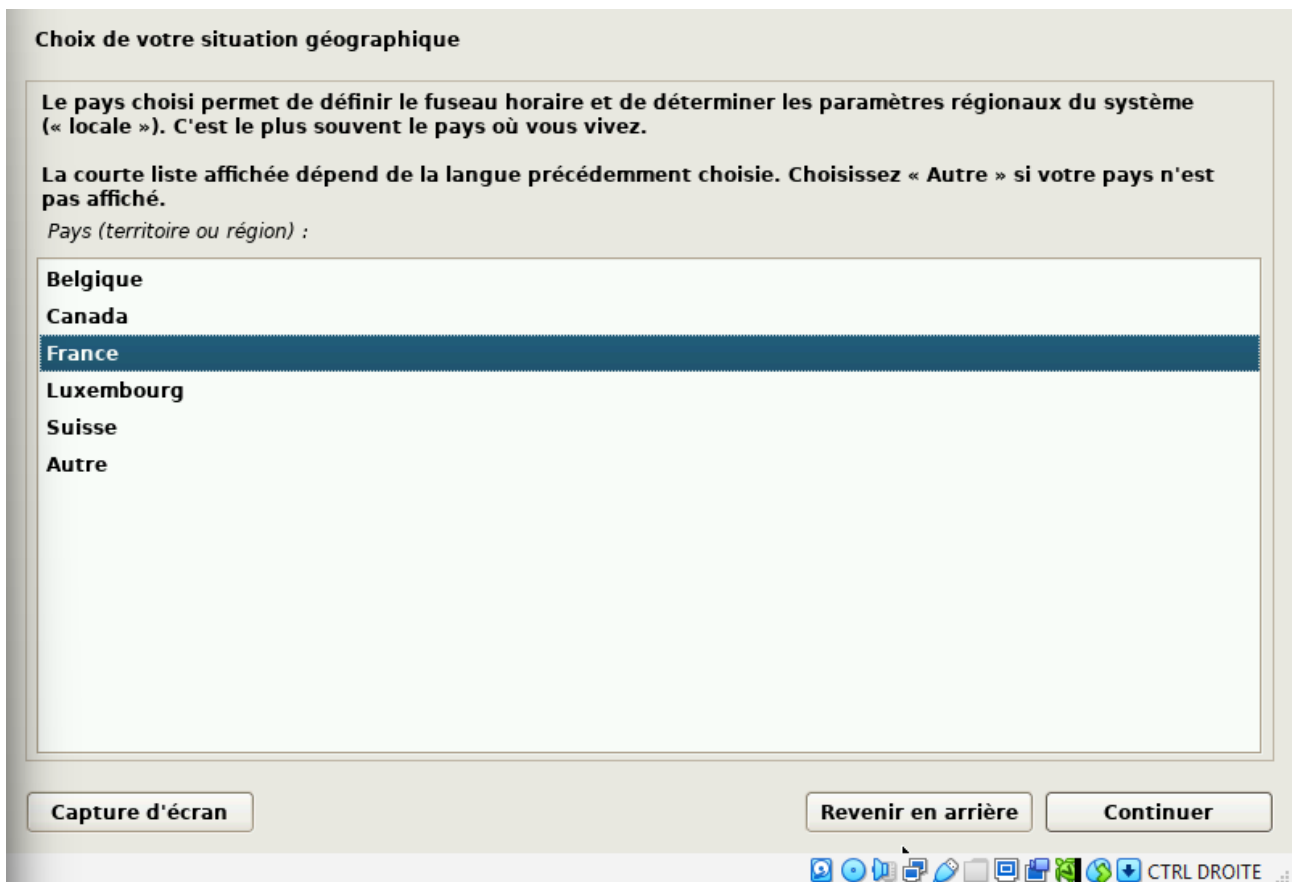 Choix de votre situation géographique
Le pays choisi permet de définir le fuseau horaire et de déterminer les paramètres régionaux du système
(« locale »). C'est le plus souvent le pays où vous vivez.
La courte liste affichée dépend de la langue précédemment choisie. Choisissez « Autre » si votre pays n'est
pas affiché.
Pays (territoire ou région) :
Belgique
Canada
France
Luxembourg
Suisse
Autre
Capture d'écran
Revenir en arrière
Continuer
CTRL DROITE